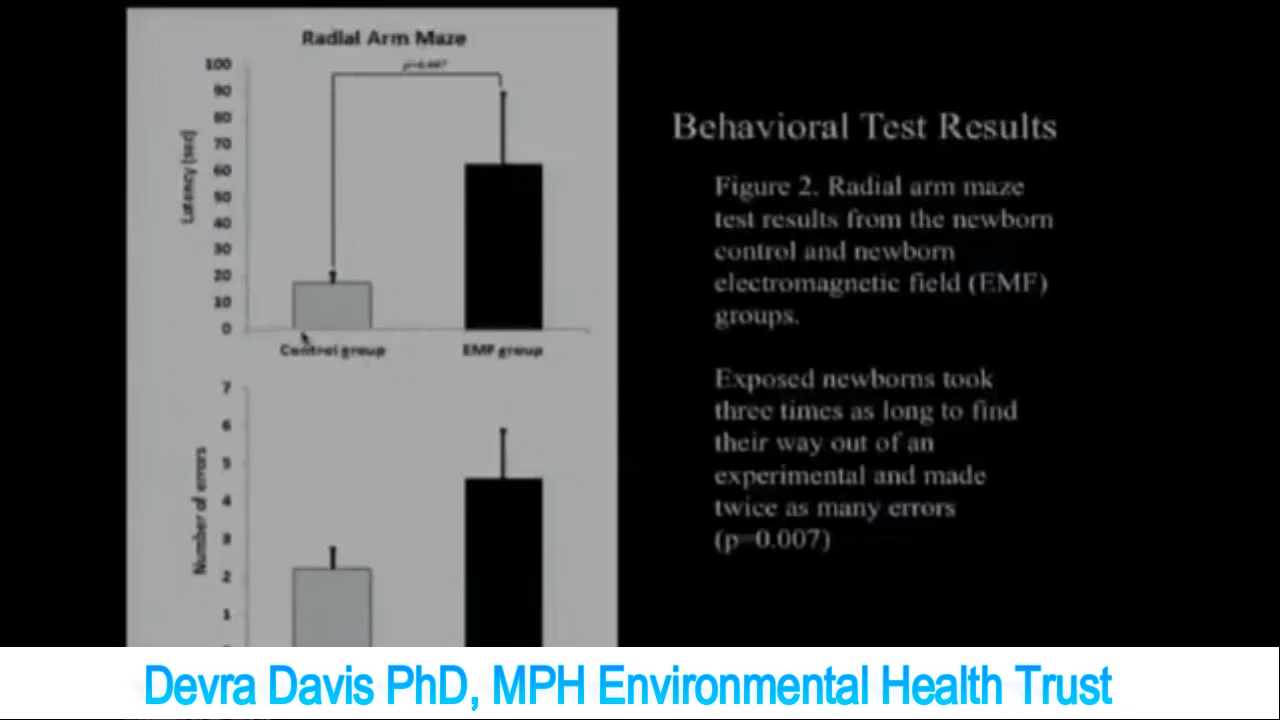 Radial Arm Maze
p=0.007
100
90
80
70
60
50
40
30
20
10
0
Latency (sec)
Control group
EMF group
7
6
5
4
3
2
1
Number of errors
Behavioral Test Results
Figure 2. Radial arm maze
test results from the newborn
control and newborn
electromagnetic field (EMF)
groups.
Exposed newborns took
three times as long to find
their way out of an
experimental and made
twice as many errors
(p=0.007)
Devra Davis PhD, MPH Environmental Health Trust